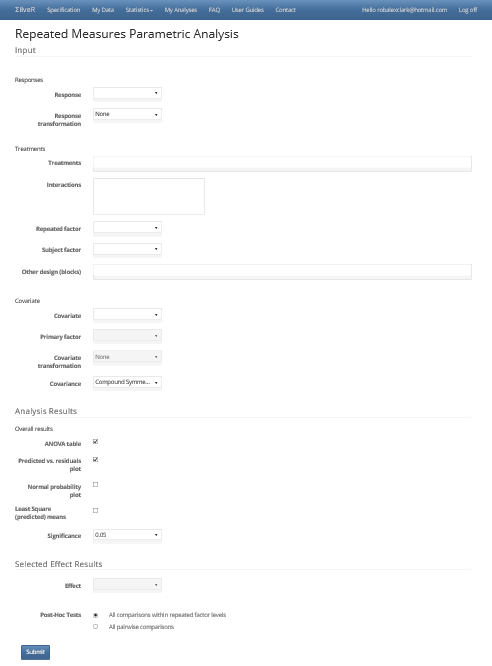 ΣilveR Specification My Data Statistics My Analyses FAQ User Guides Contact Hello robalexclark@hotmail.com Log off
Repeated Measures Parametric Analysis
Input
Responses
Response
Response
transformation
None
Treatments
Treatments
Interactions
Repeated factor
Subject factor
Other design (blocks)
Covariate
Covariate
Primary factor
Covariate
transformation
None
Covariance
Compound Symme...
Analysis Results
Overall results
ANOVA table
Predicted vs. residuals
plot
Normal probability
plot
Least Square
(predicted) means
Significance
0.05
Selected Effect Results
Effect
Post-Hoc Tests
All comparisons within repeated factor levels
All pairwise comparisons
Submit